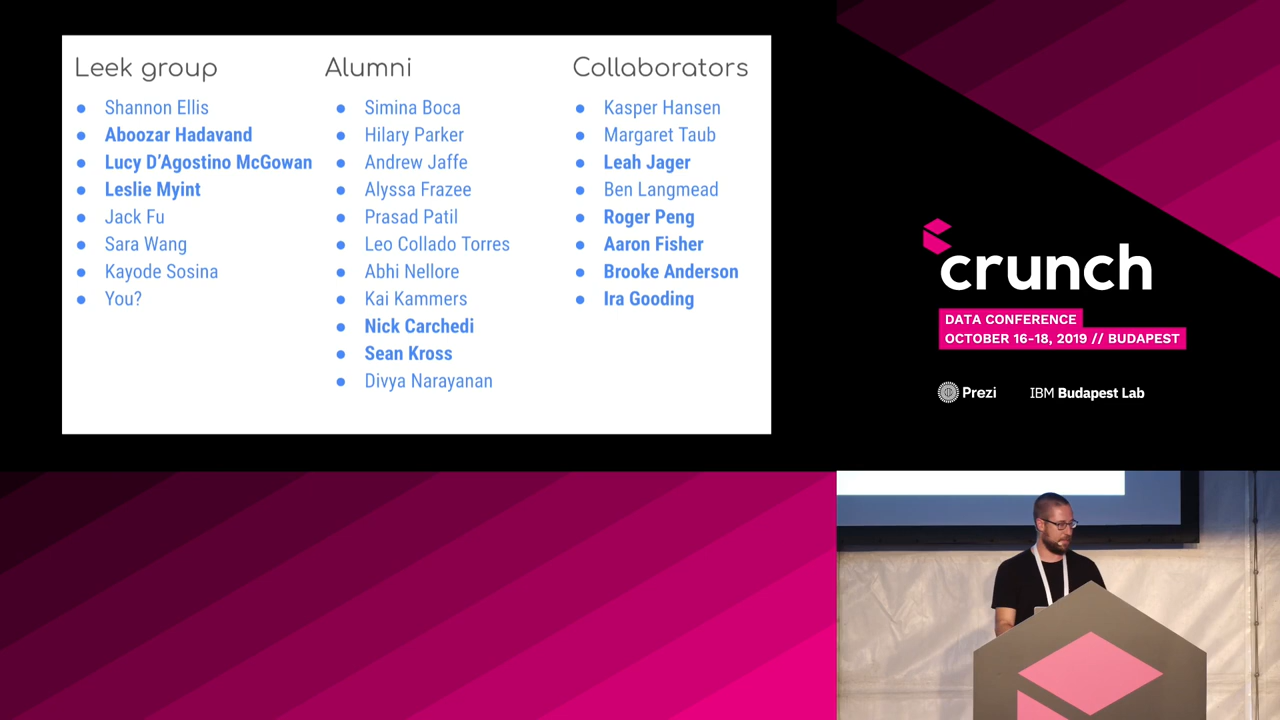 Leek group
Shannon Ellis
Aboozar Hadavand
Lucy D'Agostino McGowan
Leslie Myint
Jack Fu
Sara Wang
Kayode Sosina
You?
Alumni
Simina Boca
Hilary Parker
Andrew Jaffe
Alyssa Frazee
Prasad Patil
Leo Collado Torres
Abhi Nellore
Kai Kammers
Nick Carchedi
Sean Kross
Divya Narayanan
Collaborators
Kasper Hansen
Margaret Taub
Leah Jager
Ben Langmead
Roger Peng
Aaron Fisher
Brooke Anderson
Ira Gooding
crunch
DATA CONFERENCE
OCTOBER 16-18, 2019 // BUDAPEST
Prezi
IBM Budapest Lab